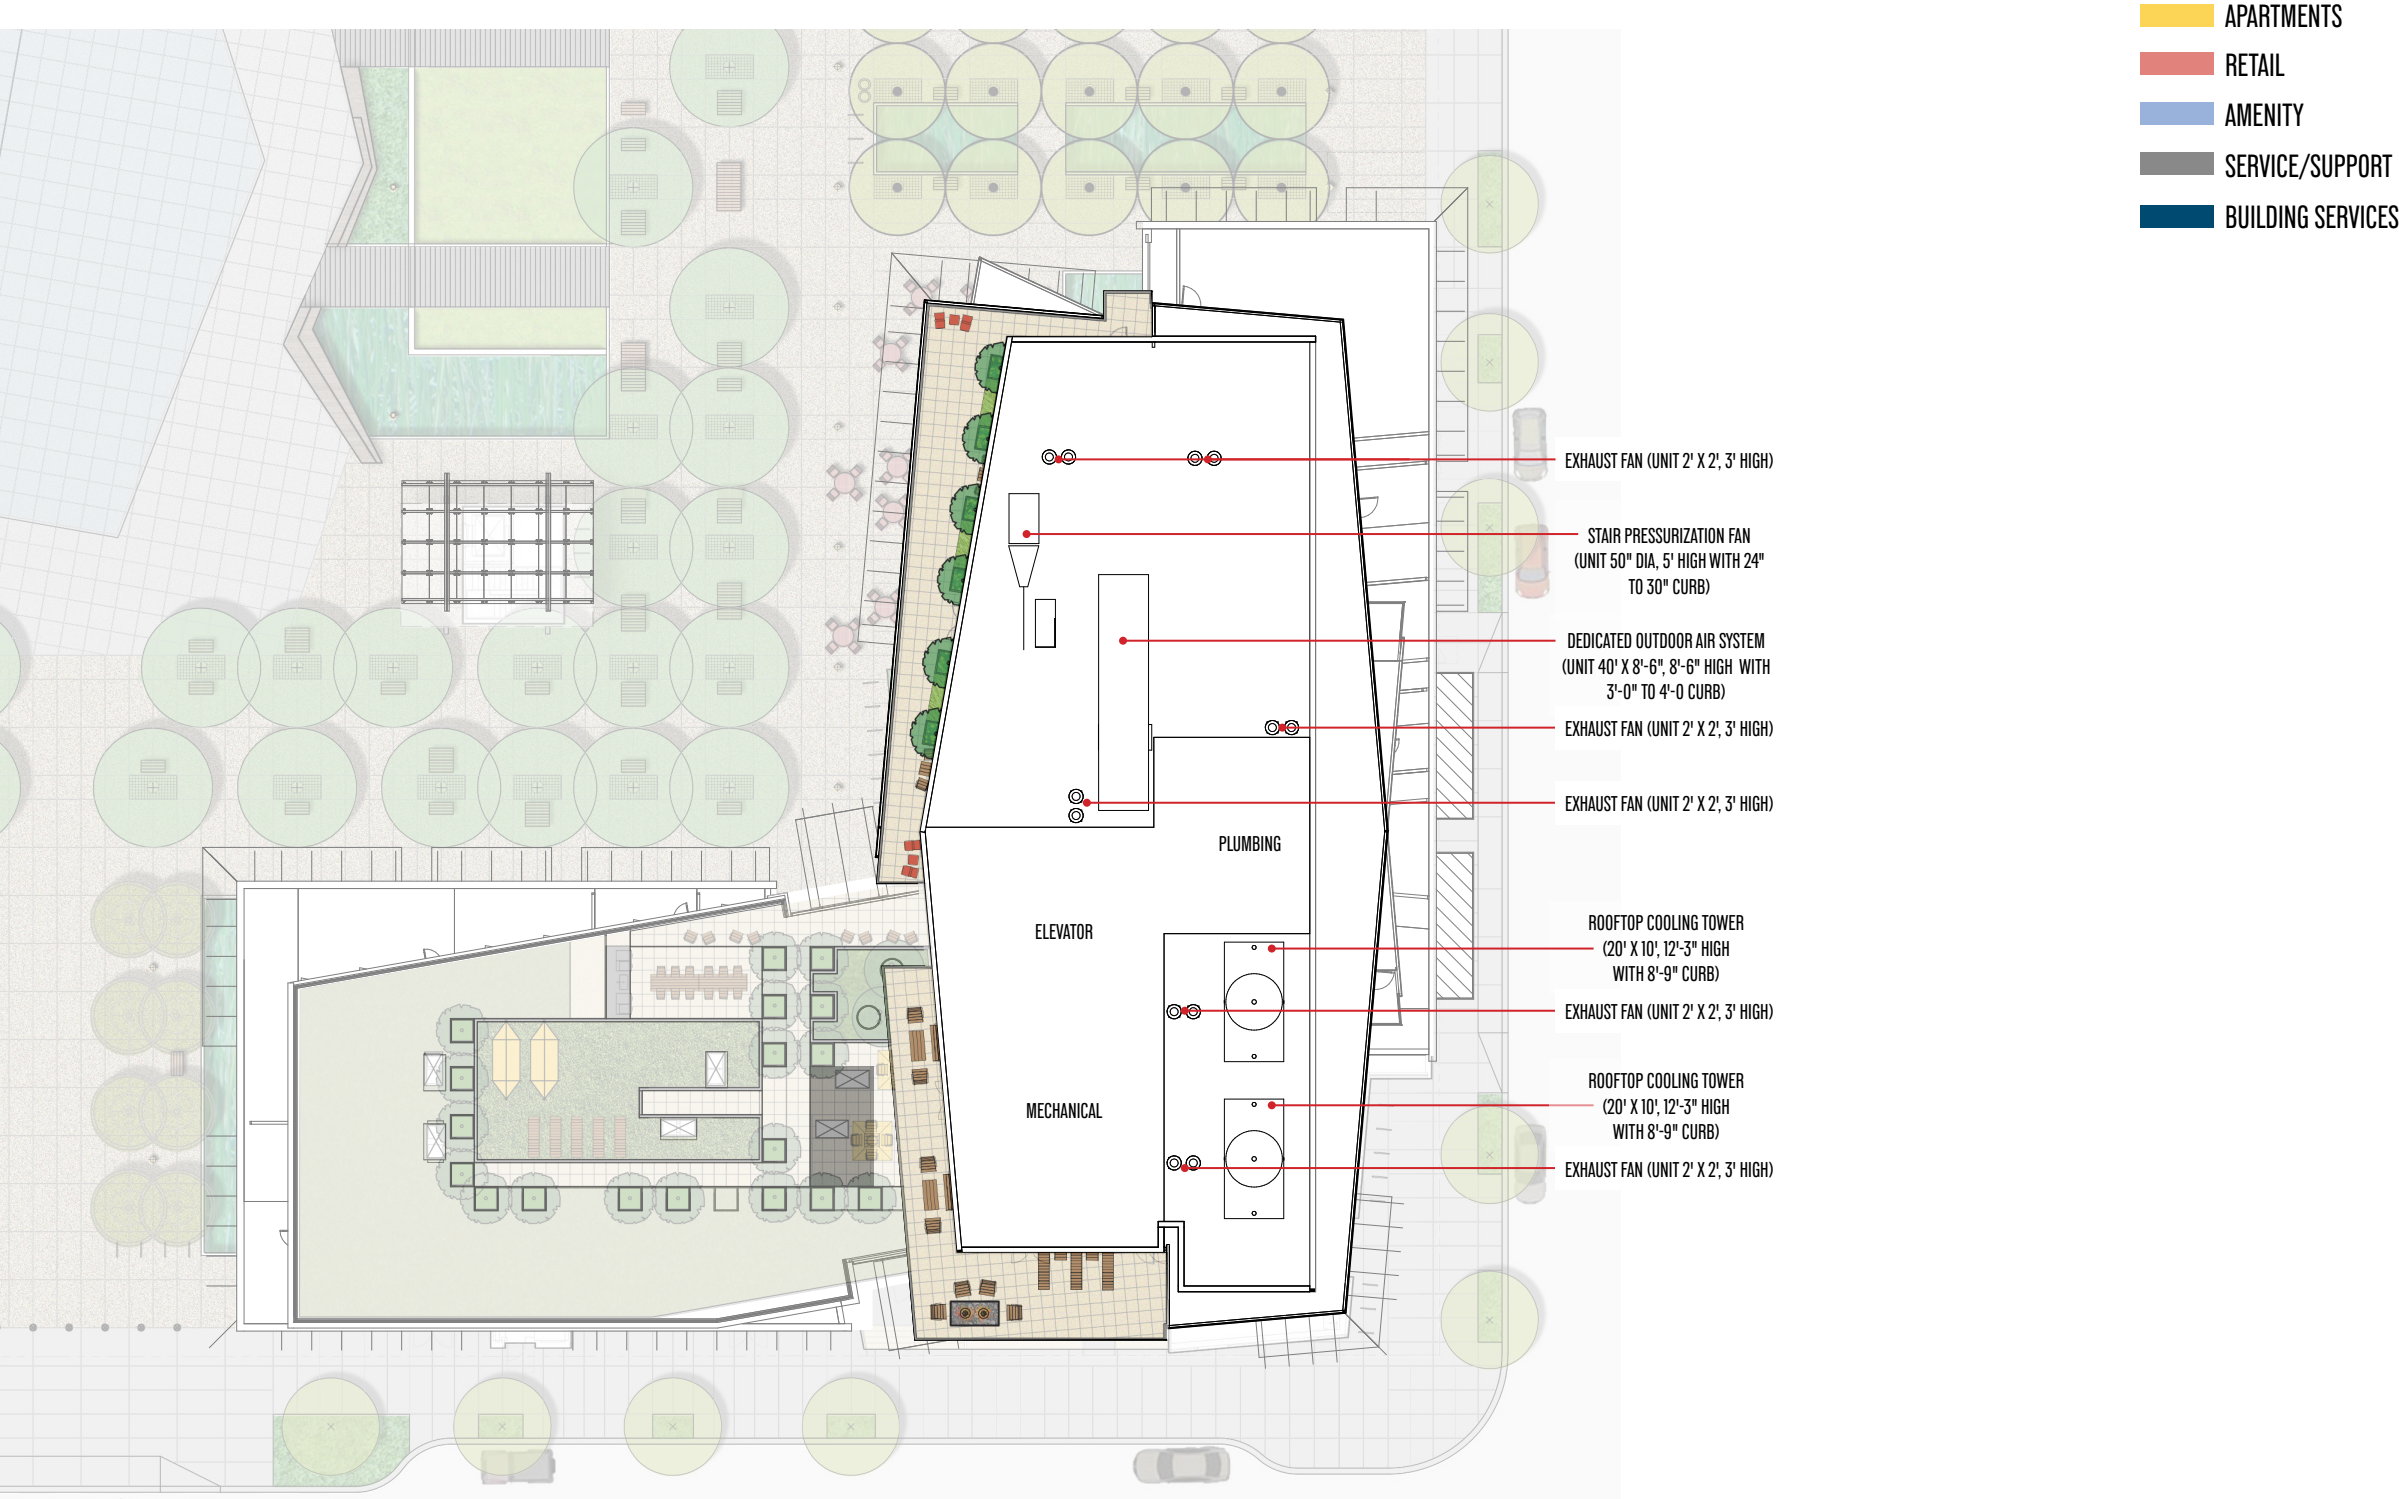 APARTMENTS
RETAIL
AMENITY
SERVICE/SUPPORT
BUILDING SERVICES
EXHAUST FAN (UNIT 2' X 2', 3' HIGH)
STAIR PRESSURIZATION FAN
(UNIT 50" DIA, 5' HIGH WITH 24"
TO 30" CURB)
DEDICATED OUTDOOR AIR SYSTEM
(UNIT 40' X 8'-6", 8'-6" HIGH WITH
3'-0" TO 4'-0 CURB)
EXHAUST FAN (UNIT 2' X 2', 3' HIGH)
EXHAUST FAN (UNIT 2' X 2', 3' HIGH)
PLUMBING
ELEVATOR
ROOFTOP COOLING TOWER
(20' X 10', 12'-3" HIGH
WITH 8'-9" CURB)
EXHAUST FAN (UNIT 2' X 2', 3' HIGH)
MECHANICAL
ROOFTOP COOLING TOWER
(20' X 10', 12'-3" HIGH
WITH 8'-9" CURB)
EXHAUST FAN (UNIT 2' X 2', 3' HIGH)